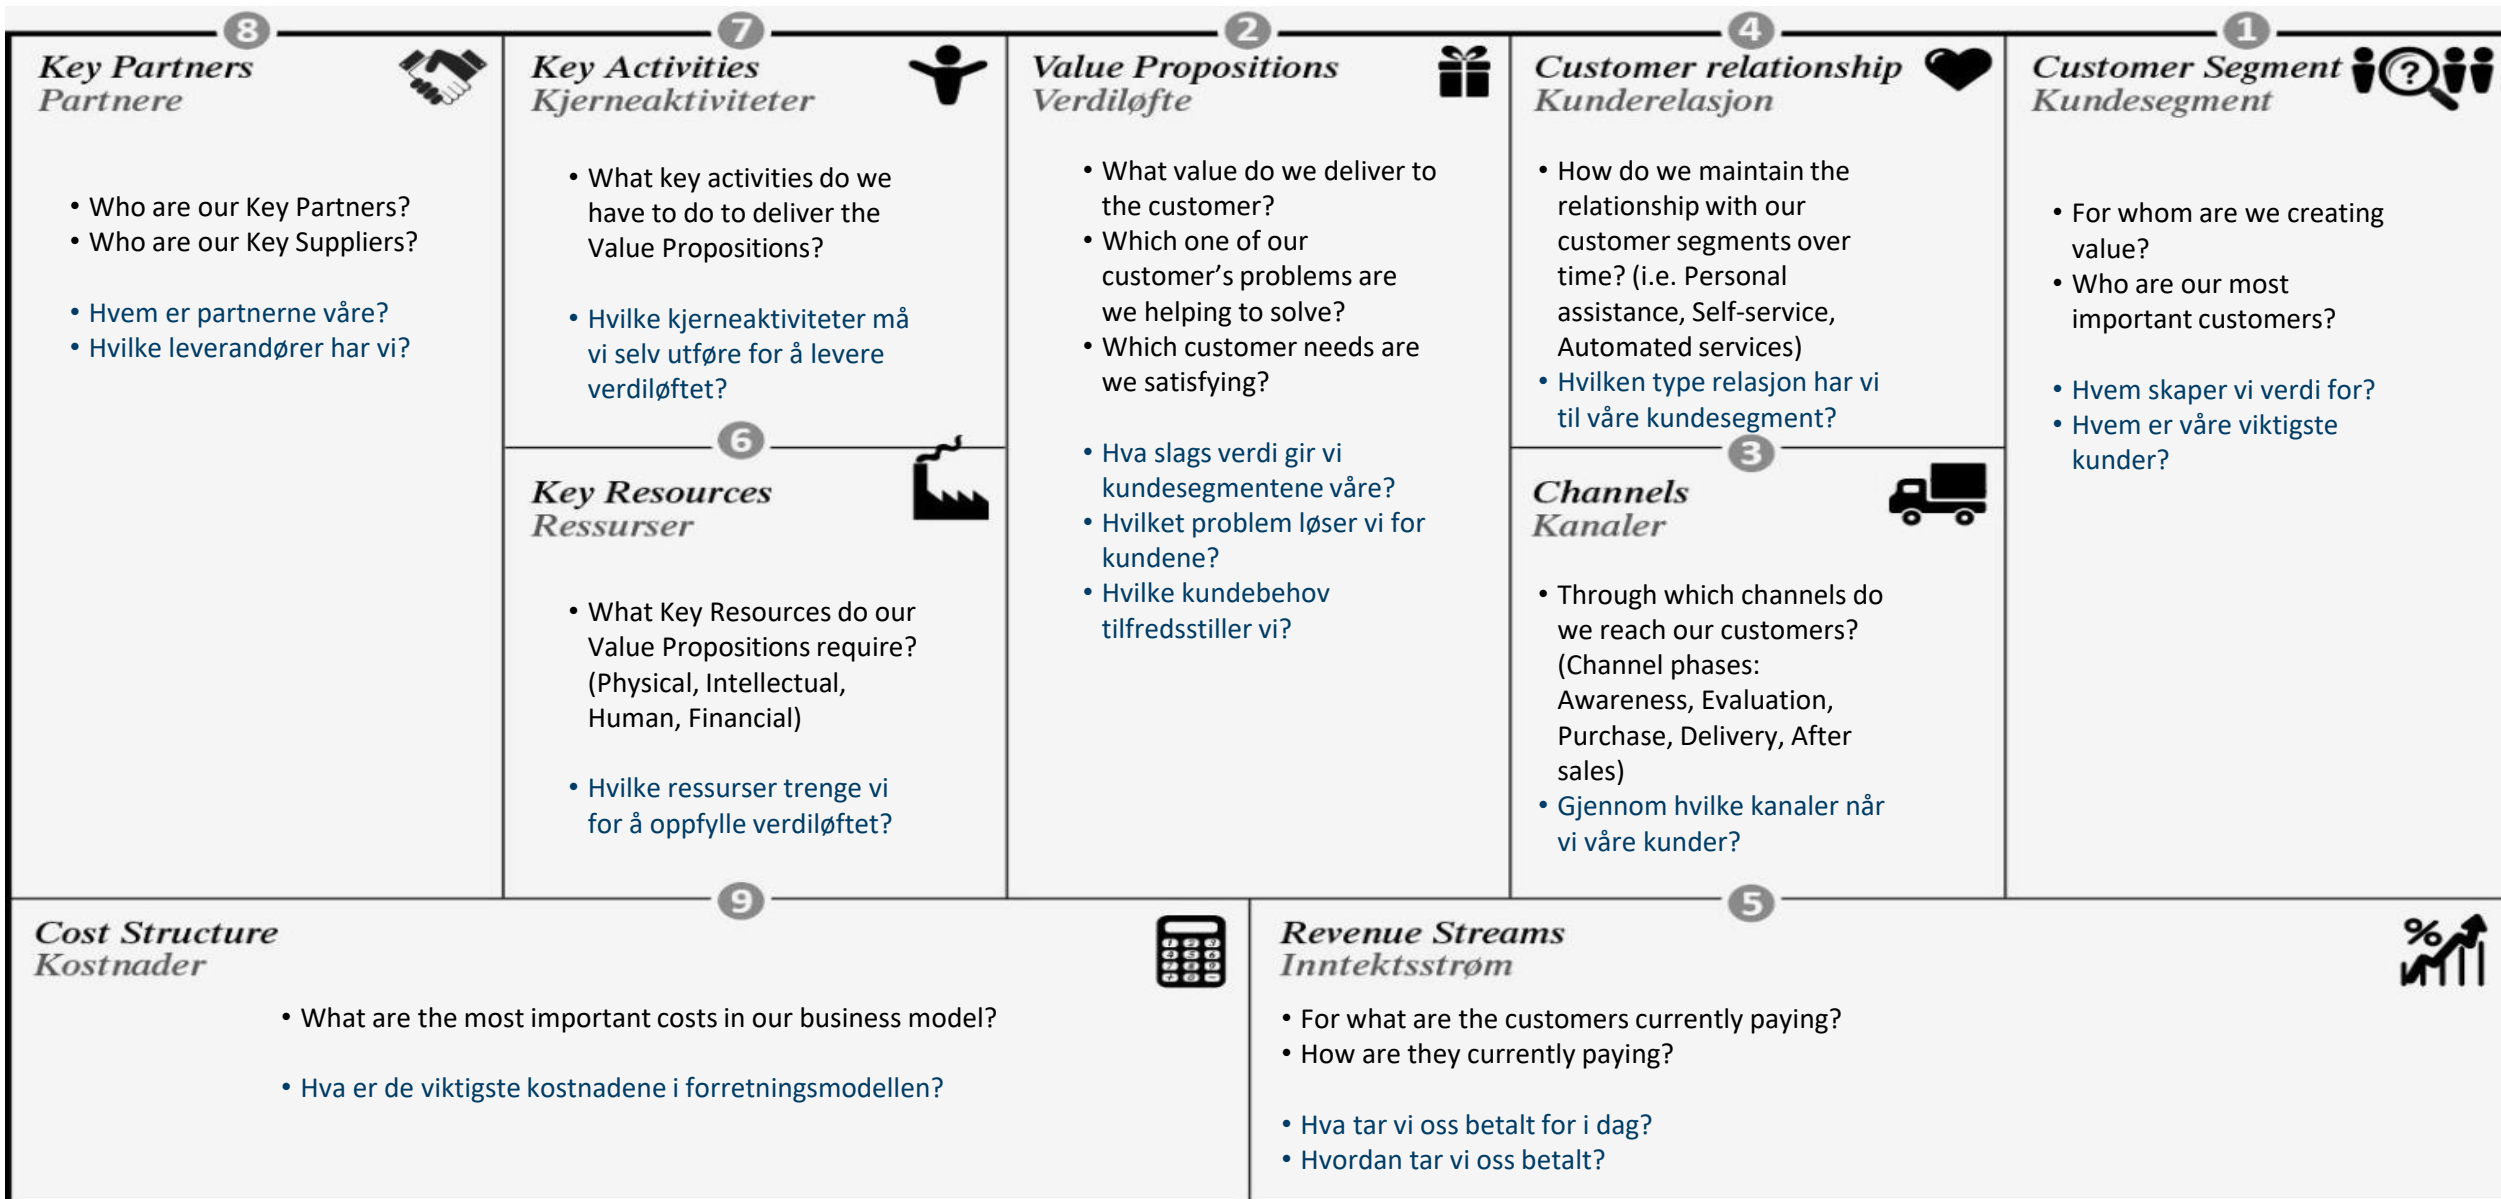 8
Key Partners
Partnere
• Who are our Key Partners?
• Who are our Key Suppliers?
• Hvem er partnerne våre?
• Hvilke leverandører har vi?
7
Key Activities
Kjerneaktiviteter
• What key activities do we
have to do to deliver the
Value Propositions?
• Hvilke kjerneaktiviteter må
vi selv utføre for å levere
verdiløftet?
6
Key Resources
Ressurser
• What Key Resources do our
Value Propositions require?
(Physical, Intellectual,
Human, Financial)
• Hvilke ressurser trenge vi
for å oppfylle verdiløftet?
2
Value Propositions
Verdiløfte
• What value do we deliver to
the customer?
• Which one of our
customer’s problems are
we helping to solve?
• Which customer needs are
we satisfying?
• Hva slags verdi gir vi
kundesegmentene våre?
• Hvilket problem løser vi for
kundene?
• Hvilke kundebehov
tilfredsstiller vi?
4
Customer relationship
Kunderelasjon
• How do we maintain the
relationship with our
customer segments over
time? (i.e. Personal
assistance, Self-service,
Automated services)
• Hvilken type relasjon har vi
til våre kundesegment?
3
Channels
Kanaler
• Through which channels do
we reach our customers?
(Channel phases:
Awareness, Evaluation,
Purchase, Delivery, After
sales)
• Gjennom hvilke kanaler når
vi våre kunder?
1
Customer Segment
?
Kundesegment
• For whom are we creating
value?
• Who are our most
important customers?
• Hvem skaper vi verdi for?
• Hvem er våre viktigste
kunder?
9
Cost Structure
Kostnader
• What are the most important costs in our business model?
• Hva er de viktigste kostnadene i forretningsmodellen?
5
Revenue Streams
%
Inntektsstrøm
• For what are the customers currently paying?
• How are they currently paying?
• Hva tar vi oss betalt for i dag?
• Hvordan tar vi oss betalt?